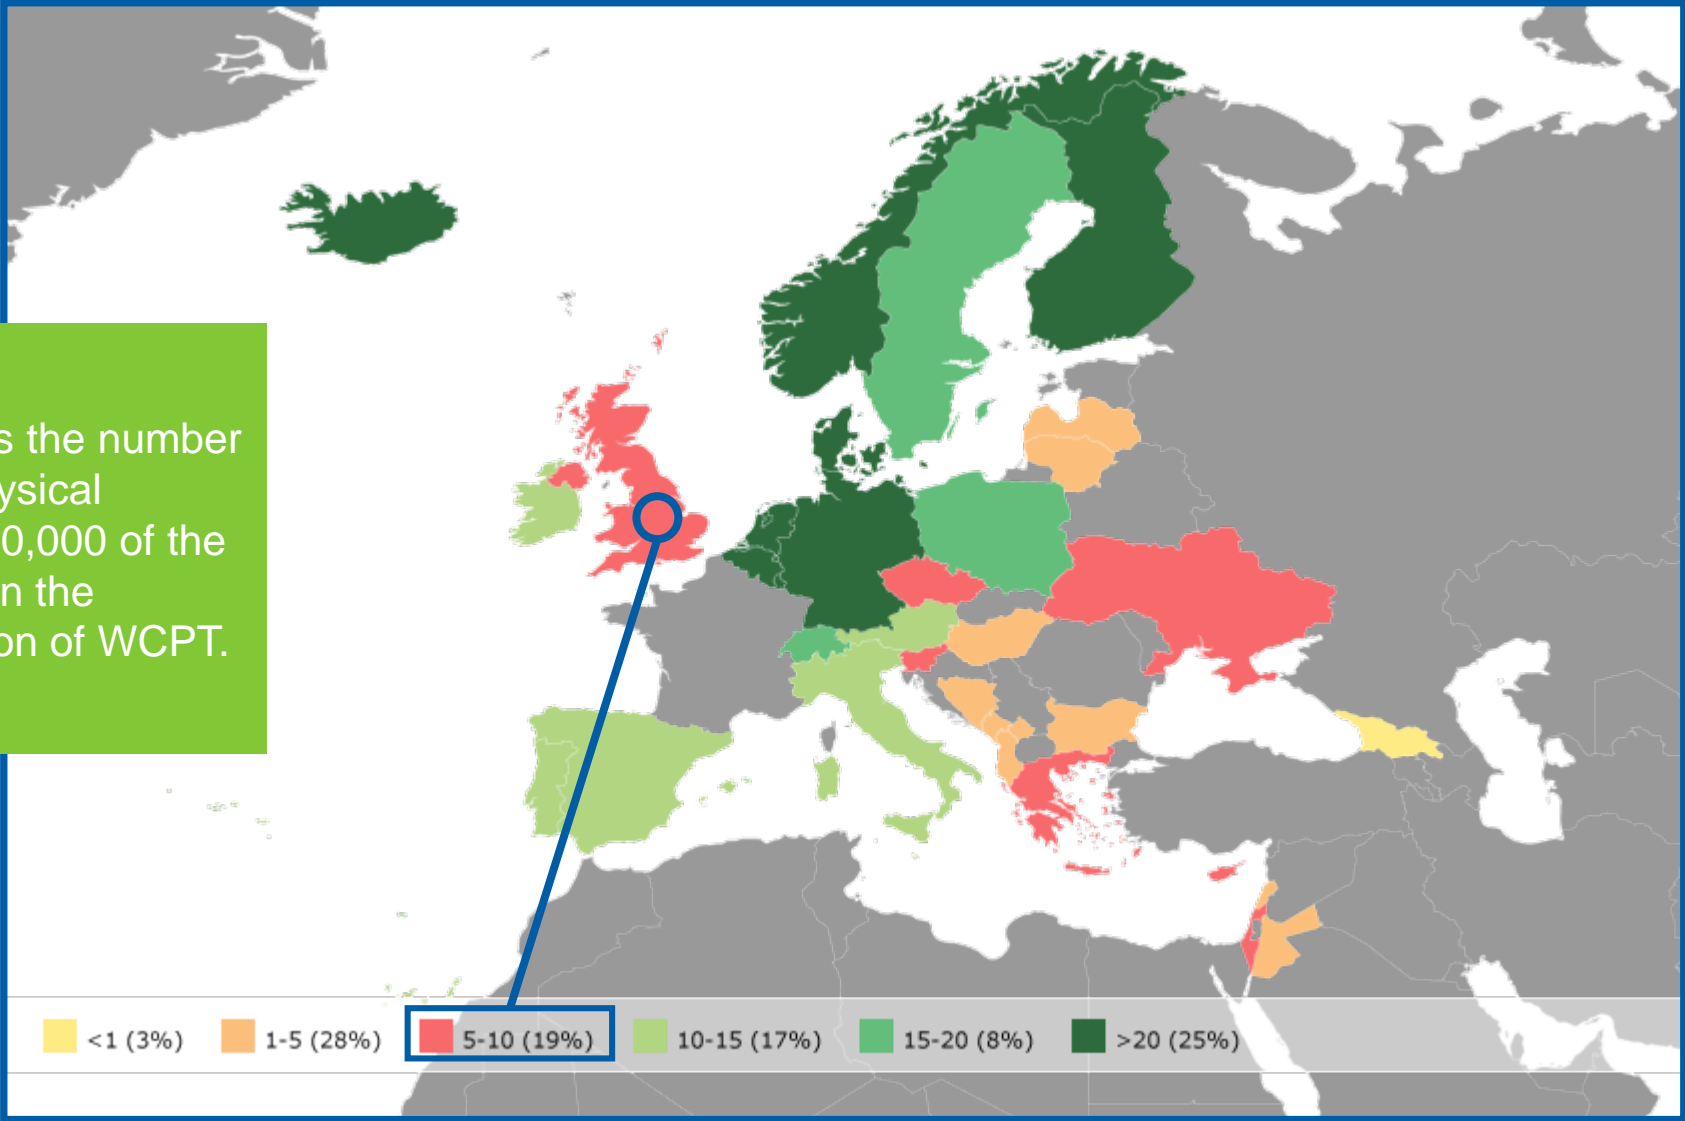 s the number
ysical
0,000 of the
n the
on of WCPT.
<1 (3%)
1-5 (28%)
5-10 (19%)
10-15 (17%)
15-20 (8%)
>20 (25%)